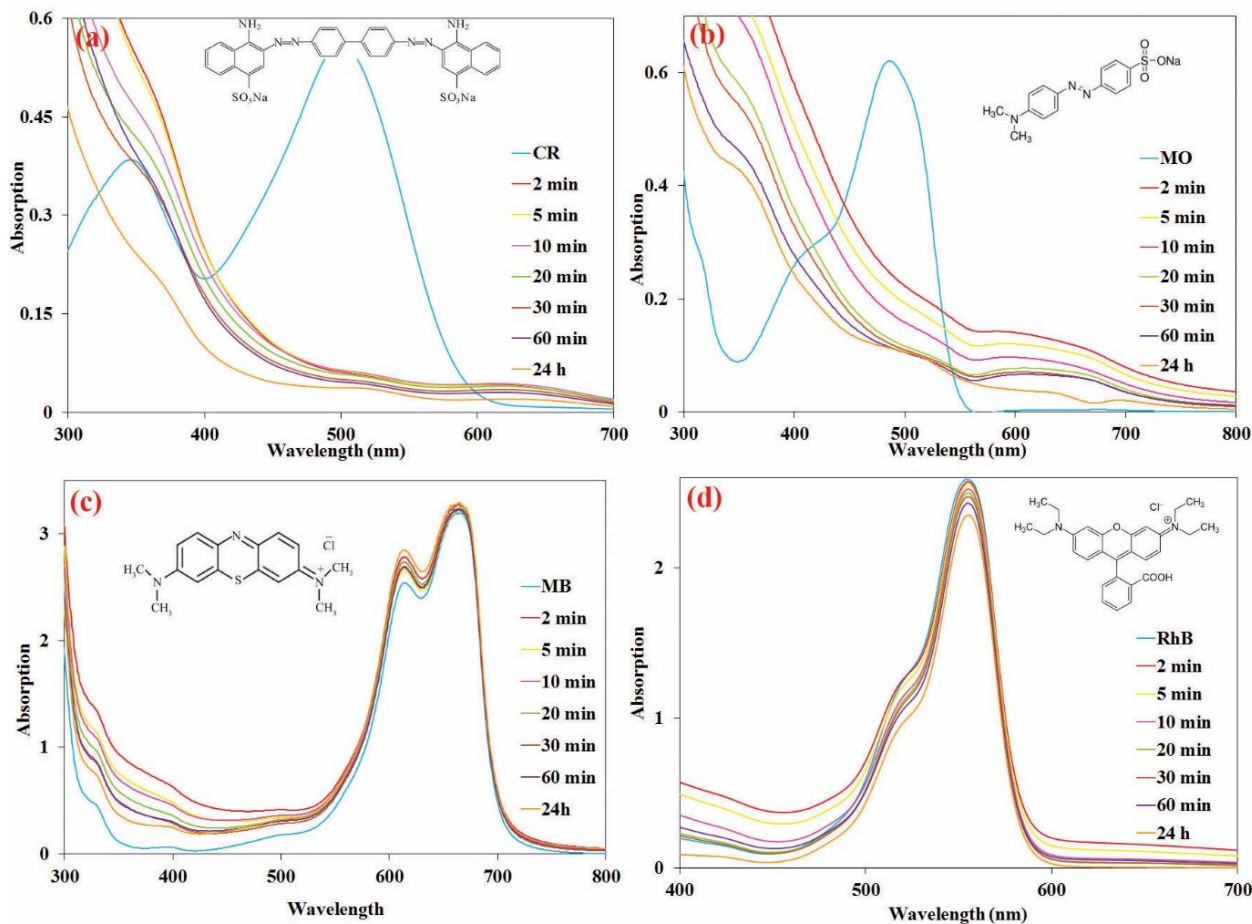 (a)
0.6
0.45
0.3
0.15
0
Absorption
300
400
500
600
700
Wavelength (nm)
NH₂
N=N
N=N
NH₂
SO₃Na
SO₃Na
CR
2 min
5 min
10 min
20 min
30 min
60 min
24 h
(b)
0.6
0.4
0.2
0
Absorption
300
400
500
600
700
800
Wavelength (nm)
O
S-ONa
O
N=N
H₃C-N
CH₃
MO
2 min
5 min
10 min
20 min
30 min
60 min
24 h
(c)
3
2
1
0
Absorption
300
400
500
600
700
800
Wavelength
N
Cl⁻
H₃C
N
S
N⁺
CH₃
CH₃
CH₃
MB
2 min
5 min
10 min
20 min
30 min
60 min
24h
(d)
2
1
0
Absorption
400
500
600
700
Wavelength (nm)
CH₃
Cl⁻
CH₃
H₃C
N
O
N⁺
CH₃
COOH
RhB
2 min
5 min
10 min
20 min
30 min
60 min
24 h